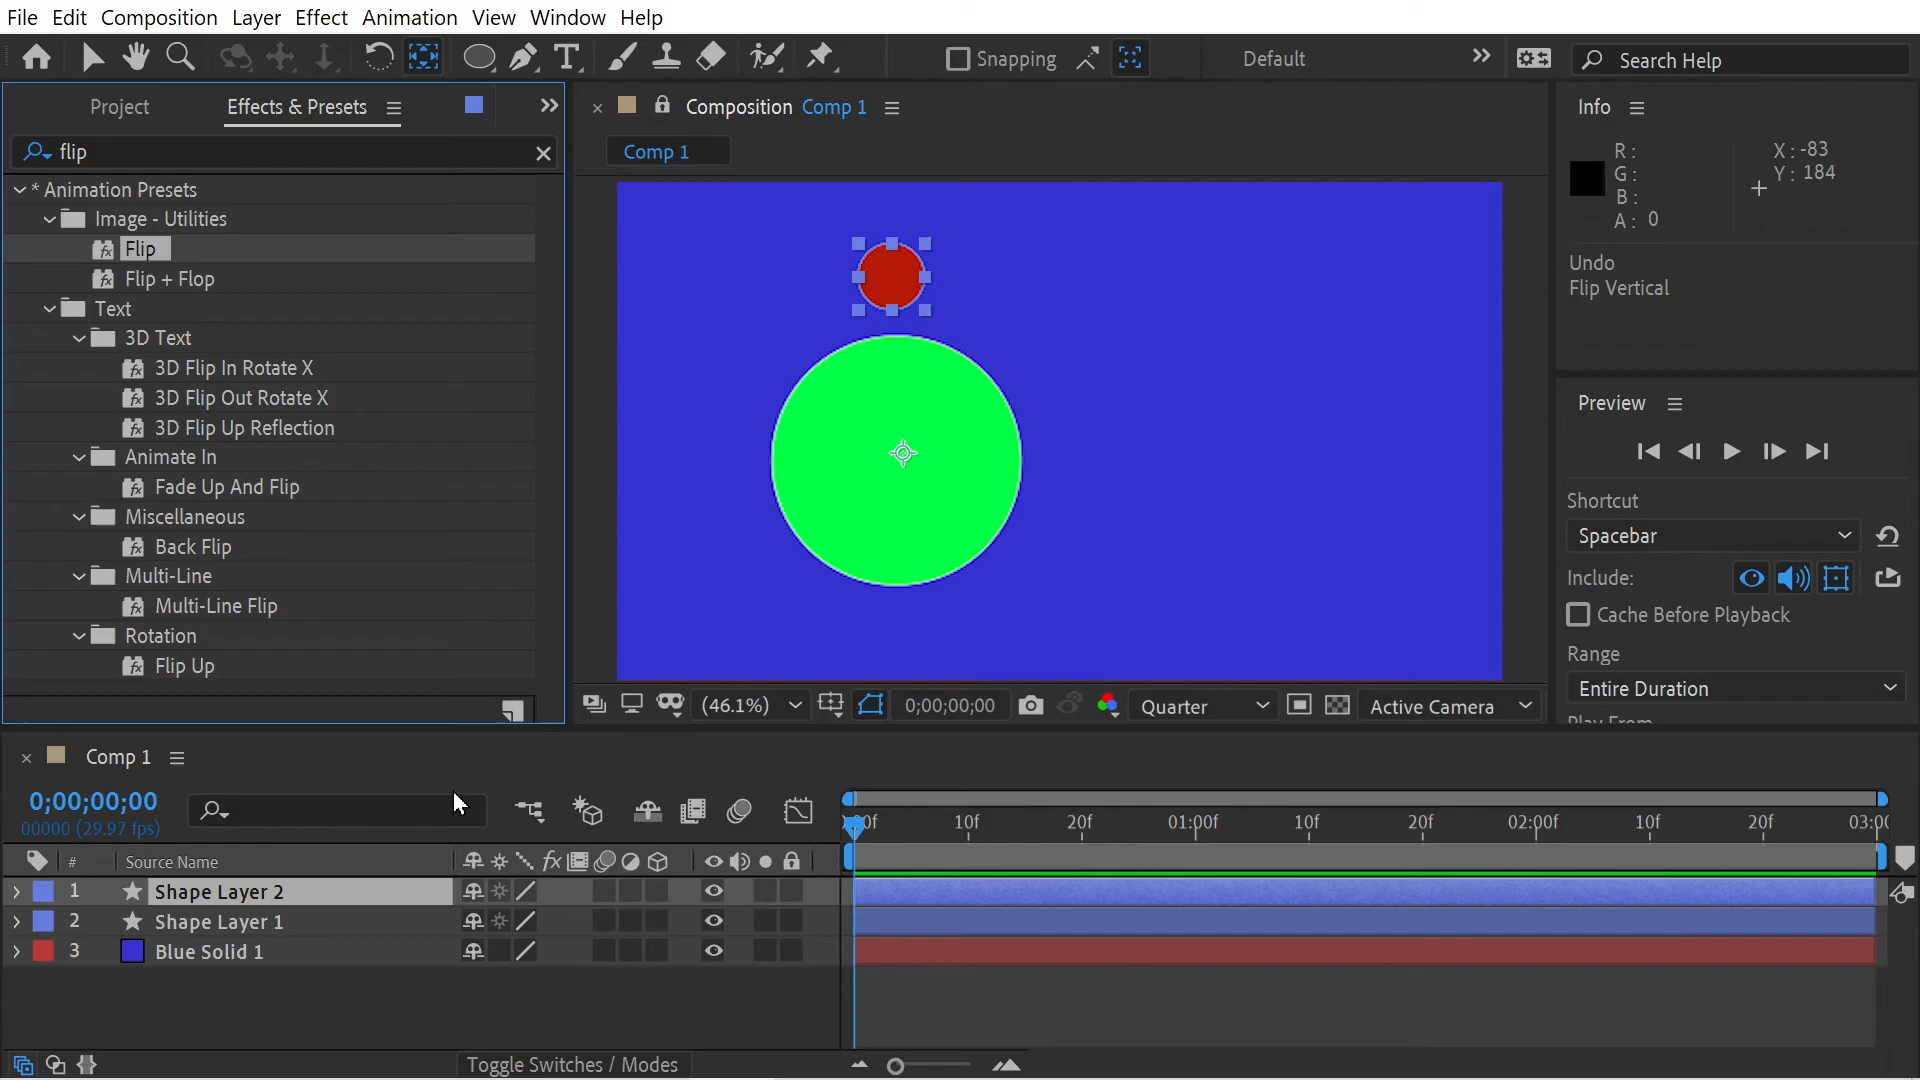 File Edit Composition Layer Effect Animation View Window Help
Snapping Default Search Help
Project Effects & Presets
flip
* Animation Presets
Image - Utilities
Flip
Flip + Flop
Text
3D Text
3D Flip In Rotate X
3D Flip Out Rotate X
3D Flip Up Reflection
Animate In
Fade Up And Flip
Miscellaneous
Back Flip
Multi-Line
Multi-Line Flip
Rotation
Flip Up
Composition Comp 1
Comp 1
(46.1%) 0;00;00;00 Quarter Active Camera
Info
R :
G :
B :
A : 0
X : -83
Y : 184
Undo
Flip Vertical
Preview
Shortcut
Spacebar
Include:
Cache Before Playback
Range
Entire Duration
Play From
Comp 1
0;00;00;00
00000 (29.97 fps)
10f 20f 01:00f 10f 20f 02:00f 10f 20f
# Source Name
1 Shape Layer 2
2 Shape Layer 1
3 Blue Solid 1
Toggle Switches / Modes